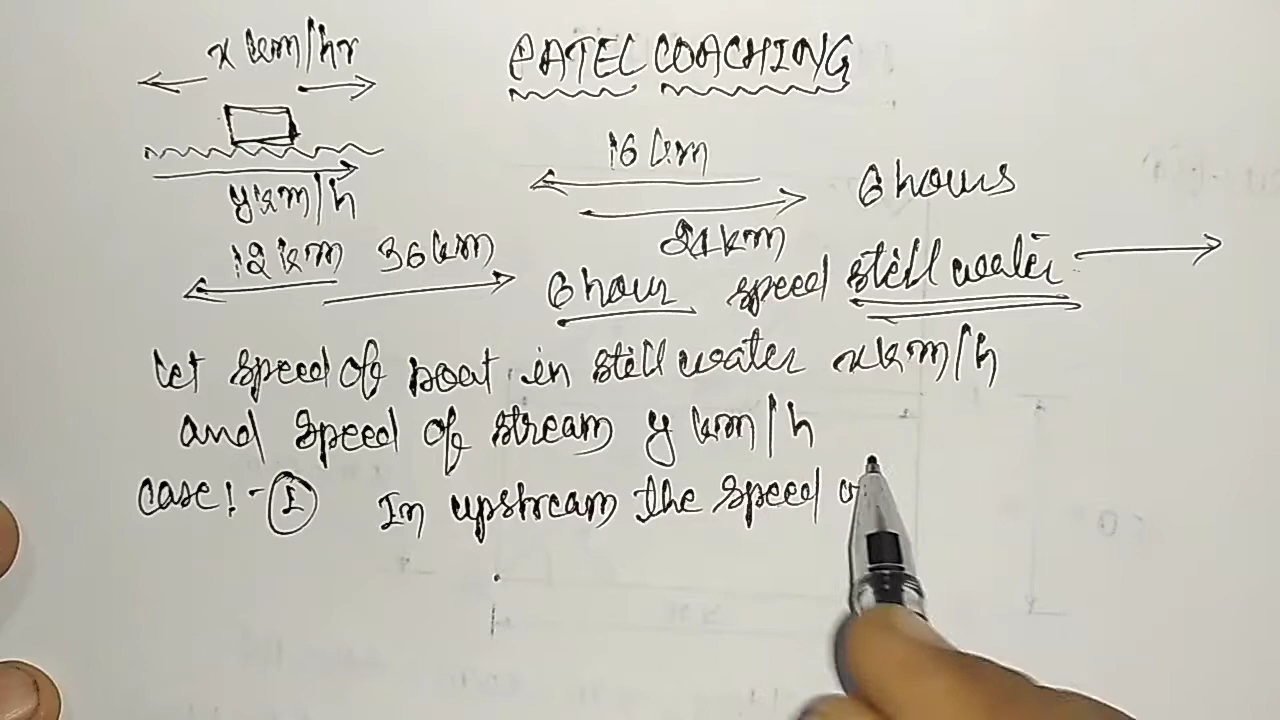 x km/hr
PATEL COACHING
y km/h
16 km
24 km
6 hours
12 km 36 km
6 hour speed still water
Let speed of boat in still water x km/h
and speed of stream y km/h
case:- I In upstream the speed o